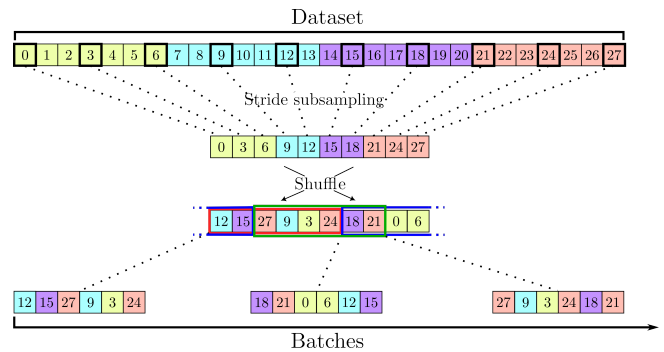 Dataset
0 1 2 3 4 5 6 7 8 9 10 11 12 13 14 15 16 17 18 19 20 21 22 23 24 25 26 27
Stride subsampling
0 3 6 9 12 15 18 21 24 27
Shuffle
12 15 27 9 3 24 18 21 0 6
12 15 27 9 3 24 18 21 0 6 12 15 27 9 3 24 18 21
Batches